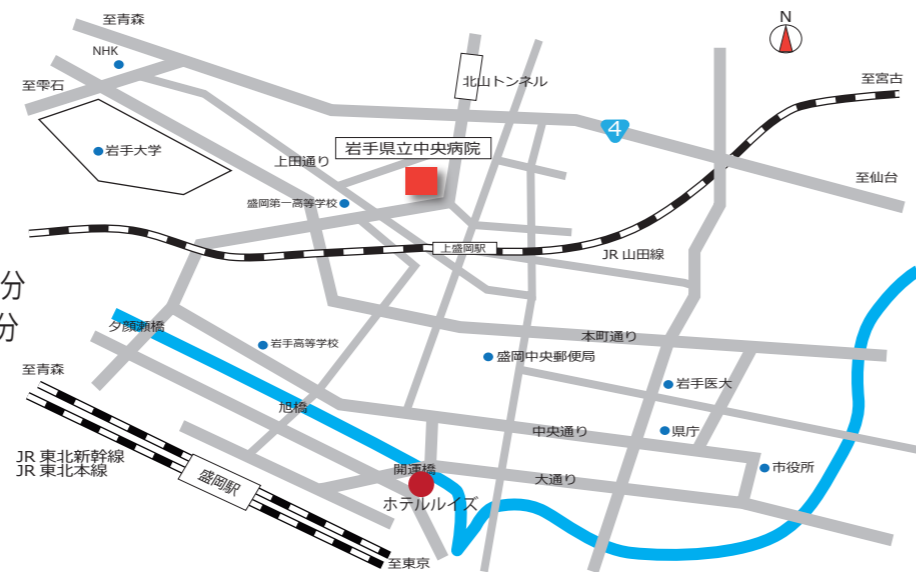 至青森
N
NHK
至雫石
北山トンネル
至宮古
4
岩手大学
岩手県立中央病院
上田通り
至仙台
盛岡第一高等学校
上盛岡駅
JR 山田線
分
分
夕顔瀬橋
岩手高等学校
本町通り
盛岡中央郵便局
至青森
岩手医大
旭橋
中央通り
県庁
JR 東北新幹線
JR 東北本線
盛岡駅
開運橋
大通り
市役所
ホテルルイズ
至東京